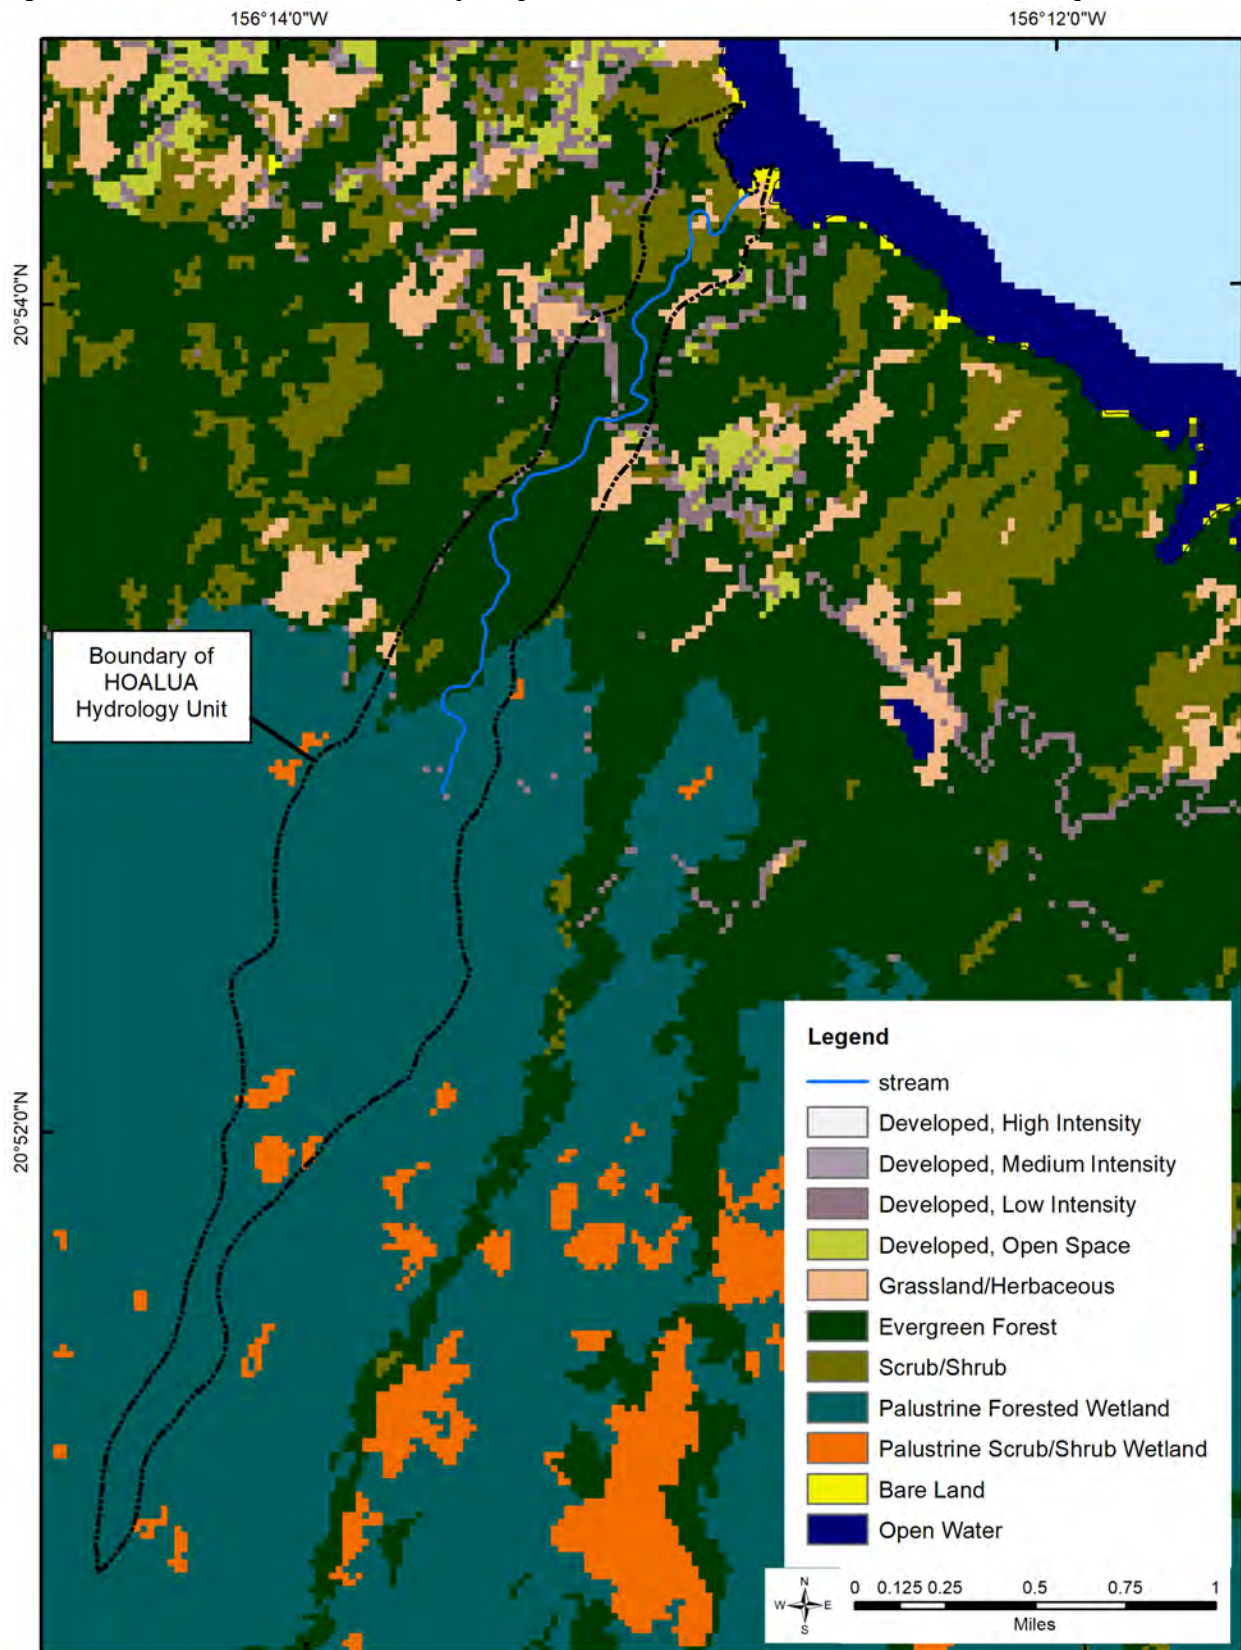 156°14'0"W
156°12'0"W
20°54'0"N
Boundary of
HOALUA
Hydrology Unit
20°52'0"N
Legend
stream
Developed, High Intensity
Developed, Medium Intensity
Developed, Low Intensity
Developed, Open Space
Grassland/Herbaceous
Evergreen Forest
Scrub/Shrub
Palustrine Forested Wetland
Palustrine Scrub/Shrub Wetland
Bare Land
Open Water
N
W E
S
0 0.125 0.25 0.5 0.75 1
Miles